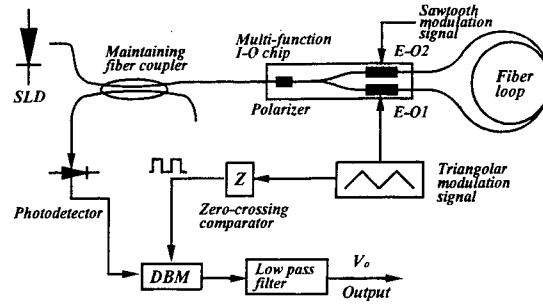 Sawtooth
modulation
signal
Multi-function
I-O chip
E-O2
Maintaining
fiber coupler
SLD
Polarizer
E-O1
Fiber
loop
Z
Photodetector
Zero-crossing
comparator
Triangular
modulation
signal
DBM
Low pass
filter
Vo
Output